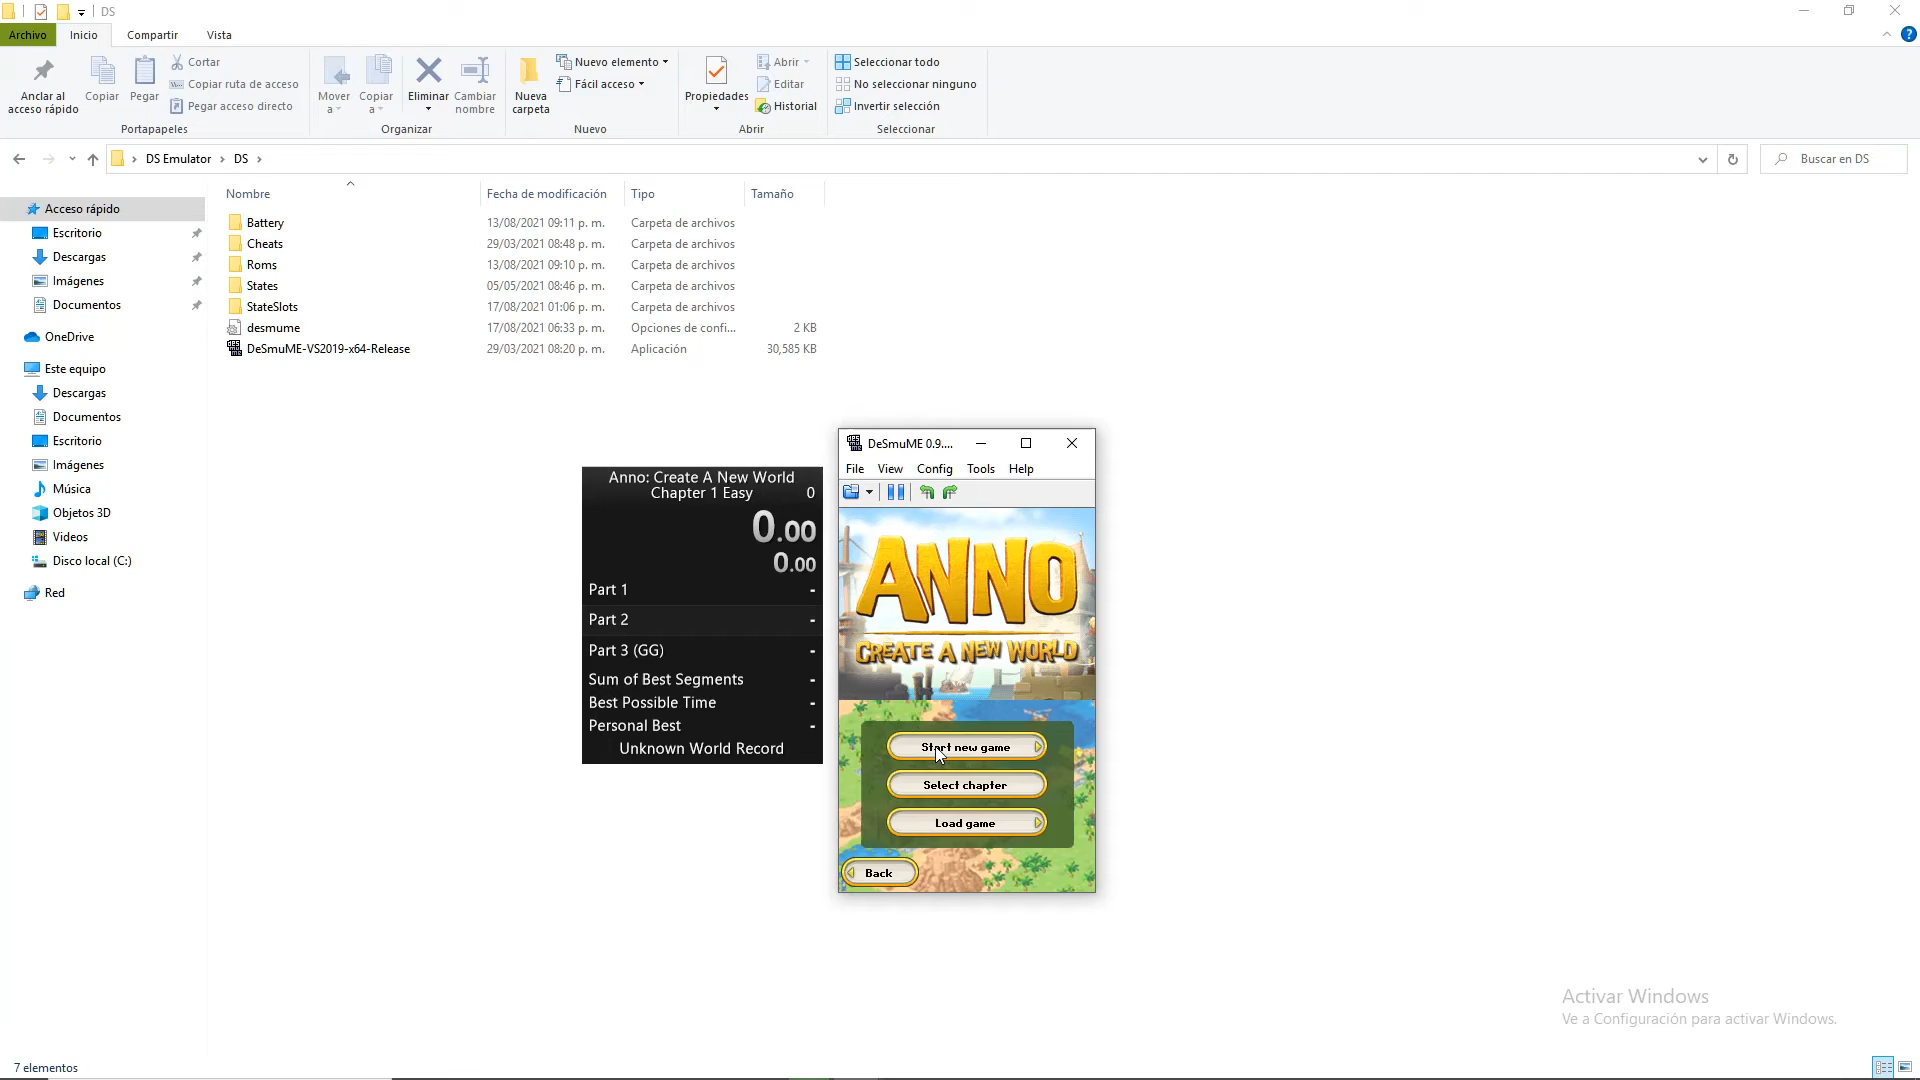 DS
Archivo
Inicio
Compartir
Vista
Anclar al
acceso rápido
Copiar
Pegar
Cortar
Copiar ruta de acceso
Pegar acceso directo
Portapapeles
Mover
a
Copiar
a
Eliminar
Cambiar
nombre
Organizar
Nueva
carpeta
Nuevo elemento
Fácil acceso
Nuevo
Propiedades
Abrir
Editar
Historial
Abrir
Seleccionar todo
No seleccionar ninguno
Invertir selección
Seleccionar
DS Emulator > DS >
Buscar en DS
Nombre Fecha de modificación Tipo Tamaño
Battery 13/08/2021 09:11 p. m. Carpeta de archivos
Cheats 29/03/2021 08:48 p. m. Carpeta de archivos
Roms 13/08/2021 09:10 p. m. Carpeta de archivos
States 05/05/2021 08:46 p. m. Carpeta de archivos
StateSlots 17/08/2021 01:06 p. m. Carpeta de archivos
desmume 17/08/2021 06:33 p. m. Opciones de confi... 2 KB
DeSmuME-VS2019-x64-Release 29/03/2021 08:20 p. m. Aplicación 30,585 KB
Acceso rápido
Escritorio
Descargas
Imágenes
Documentos
OneDrive
Este equipo
Descargas
Documentos
Escritorio
Imágenes
Música
Objetos 3D
Videos
Disco local (C:)
Red
Anno: Create A New World
Chapter 1 Easy 0
0.00
0.00
Part 1 -
Part 2 -
Part 3 (GG) -
Sum of Best Segments -
Best Possible Time -
Personal Best -
Unknown World Record
DeSmuME 0.9....
File View Config Tools Help
ANNO
CREATE A NEW WORLD
Start new game
Select chapter
Load game
Back
Activar Windows
Ve a Configuración para activar Windows.
7 elementos